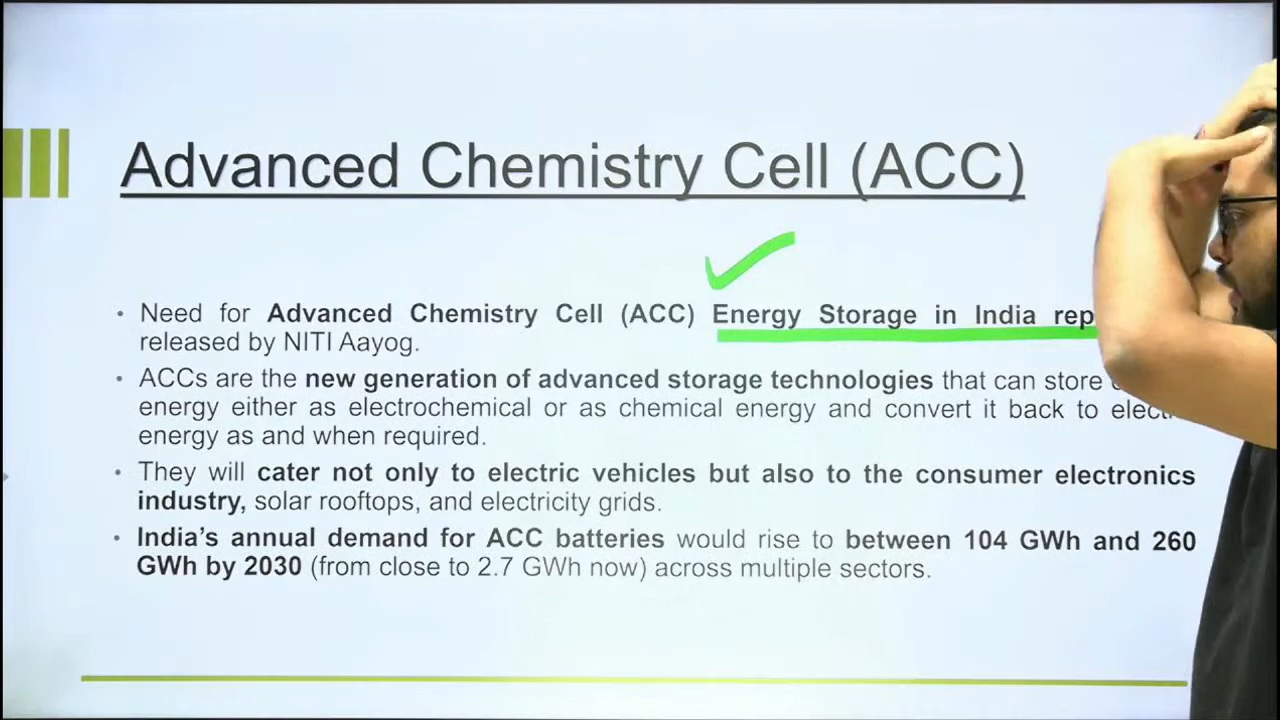 Advanced Chemistry Cell (ACC)
• Need for Advanced Chemistry Cell (ACC) Energy Storage in India
released by NITI Aayog.
• ACCs are the new generation of advanced storage technologies that can store
energy either as electrochemical or as chemical energy and convert it back to
energy as and when required.
• They will cater not only to electric vehicles but also to the consumer electronics
industry, solar rooftops, and electricity grids.
• India's annual demand for ACC batteries would rise to between 104 GWh and 260
GWh by 2030 (from close to 2.7 GWh now) across multiple sectors.